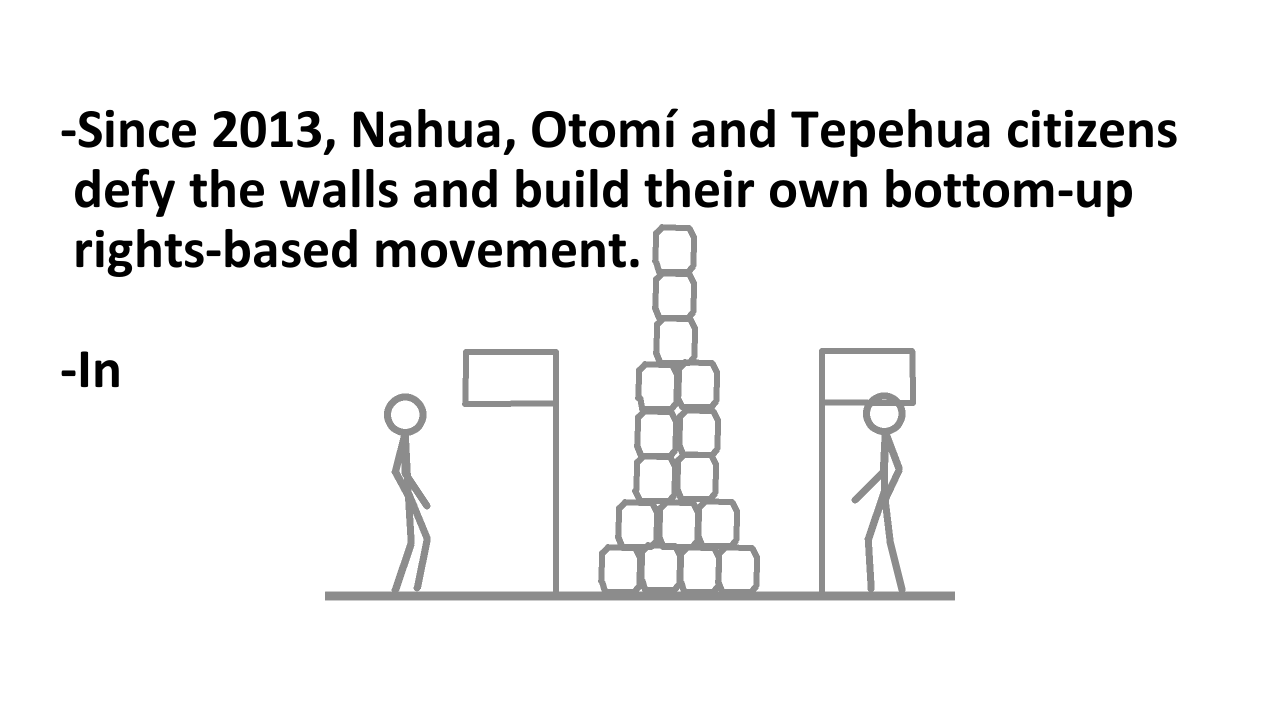 -Since 2013, Nahua, Otomí and Tepehua citizens
defy the walls and build their own bottom-up
rights-based movement.
-In